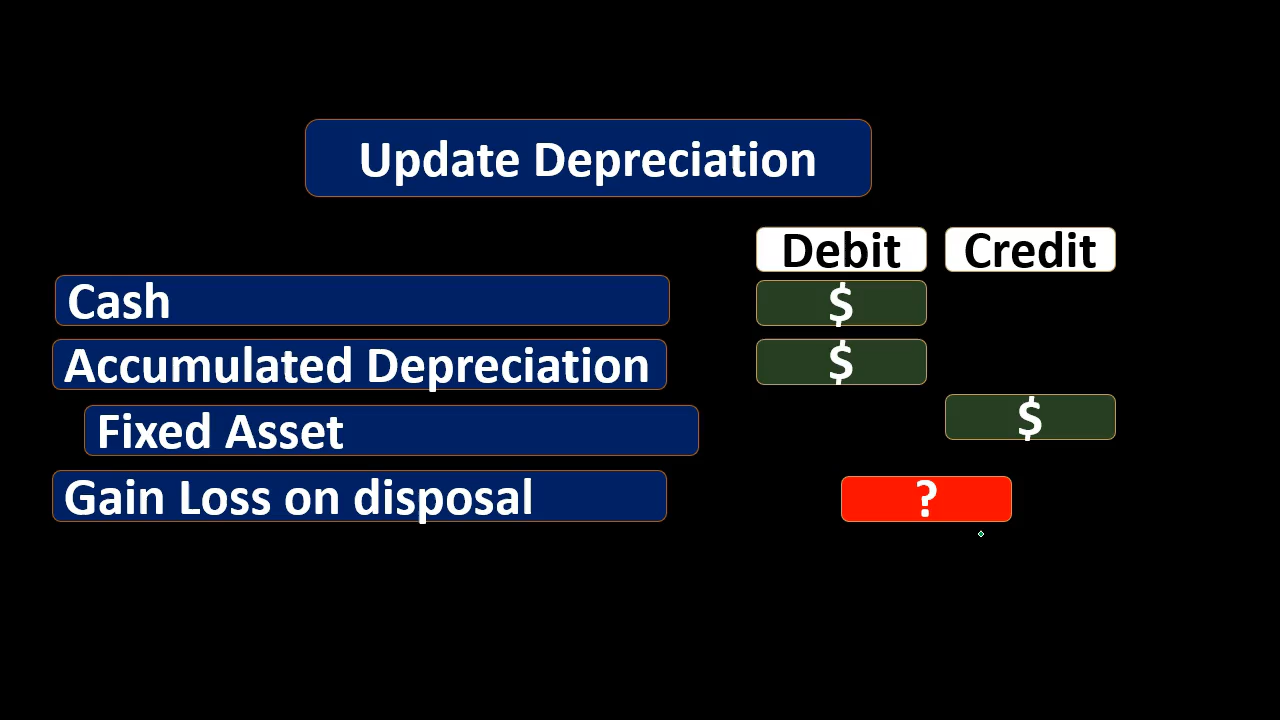 Update Depreciation
Debit Credit
Cash $
Accumulated Depreciation $
Fixed Asset $
Gain Loss on disposal ?